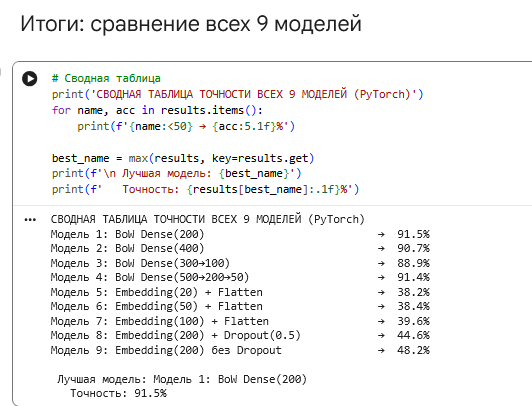 Итоги: сравнение всех 9 моделей
# Сводная таблица
print('СВОДНАЯ ТАБЛИЦА ТОЧНОСТИ ВСЕХ 9 МОДЕЛЕЙ (PyTorch)')
for name, acc in results.items():
    print(f'{name:<50} → {acc:5.1f}%')

best_name = max(results, key=results.get)
print(f'\n Лучшая модель: {best_name}')
print(f'   Точность: {results[best_name]:.1f}%')
СВОДНАЯ ТАБЛИЦА ТОЧНОСТИ ВСЕХ 9 МОДЕЛЕЙ (PyTorch)
Модель 1: BoW Dense(200) → 91.5%
Модель 2: BoW Dense(400) → 90.7%
Модель 3: BoW Dense(300→100) → 88.9%
Модель 4: BoW Dense(500→200→50) → 91.4%
Модель 5: Embedding(20) + Flatten → 38.2%
Модель 6: Embedding(50) + Flatten → 38.4%
Модель 7: Embedding(100) + Flatten → 39.6%
Модель 8: Embedding(200) + Dropout(0.5) → 44.6%
Модель 9: Embedding(200) без Dropout → 48.2%

Лучшая модель: Модель 1: BoW Dense(200)
Точность: 91.5%